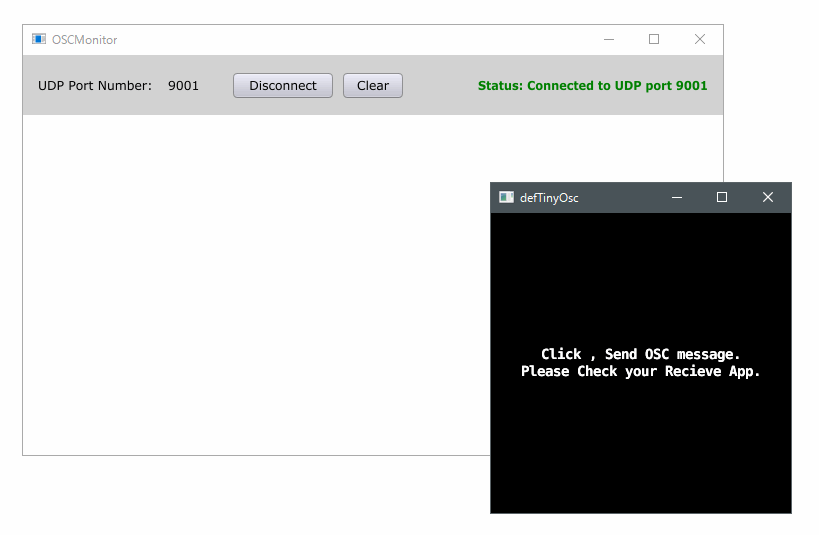 OSCMonitor
UDP Port Number: 9001 Disconnect Clear Status: Connected to UDP port 9001
defTinyOsc
Click , Send OSC message.
Please Check your Recieve App.